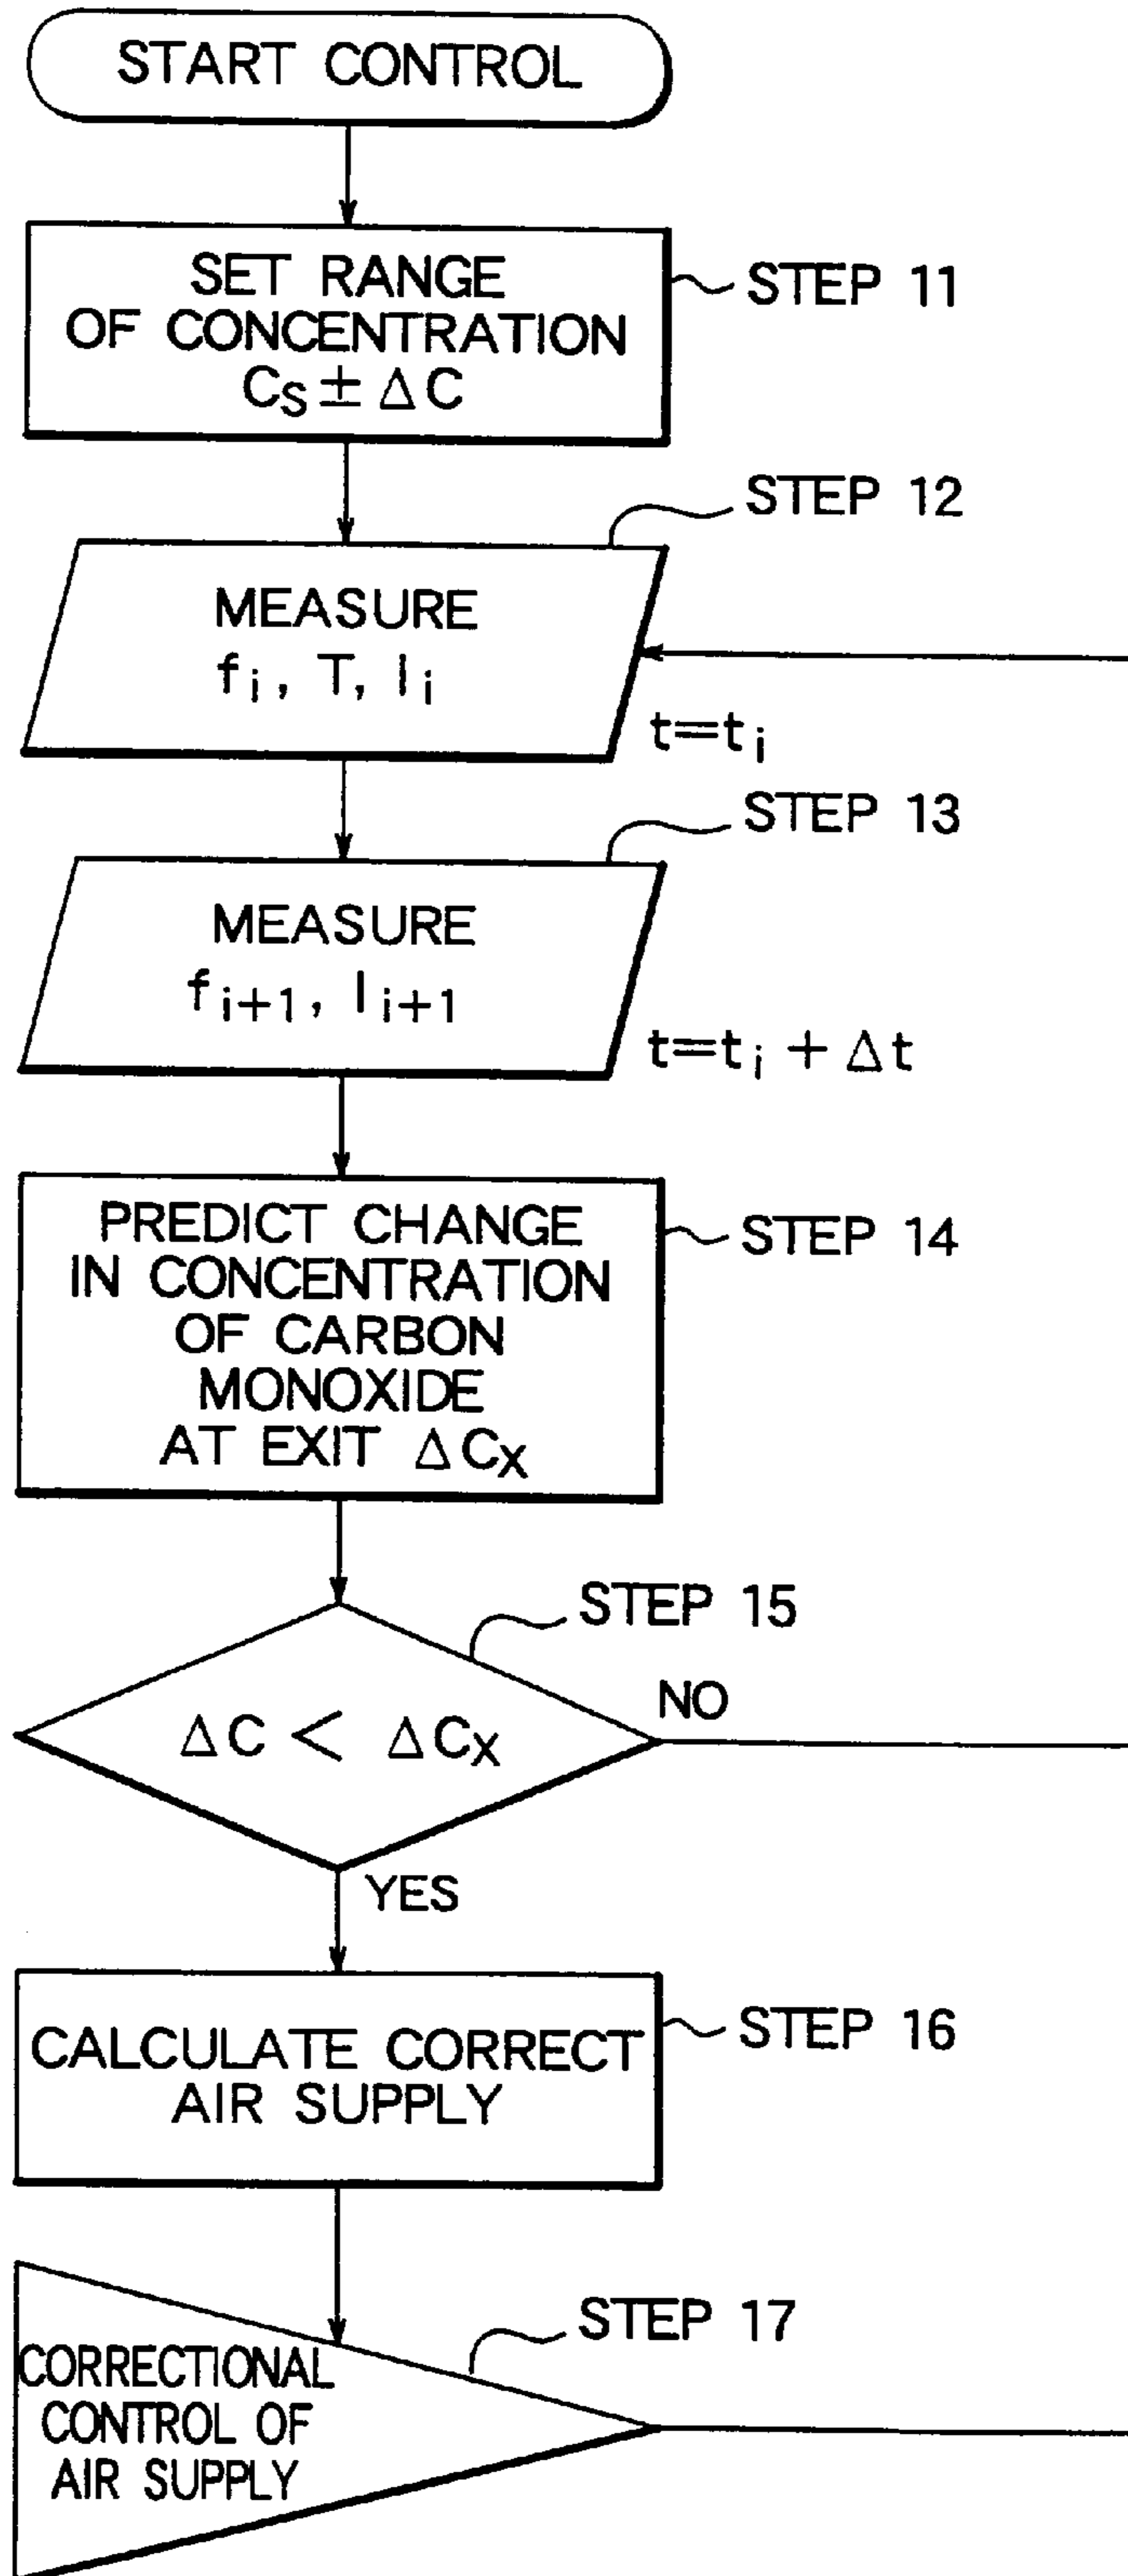 START CONTROL
SET RANGE
OF CONCENTRATION
Cs ± ΔC
STEP 11
STEP 12
MEASURE
fi, T, Ii
t=ti
STEP 13
MEASURE
fi+1, Ii+1
t=ti + Δt
PREDICT CHANGE
IN CONCENTRATION
OF CARBON
MONOXIDE
AT EXIT ΔCx
STEP 14
STEP 15
ΔC < ΔCx
NO
YES
CALCULATE CORRECT
AIR SUPPLY
STEP 16
STEP 17
CORRECTIONAL
CONTROL OF
AIR SUPPLY